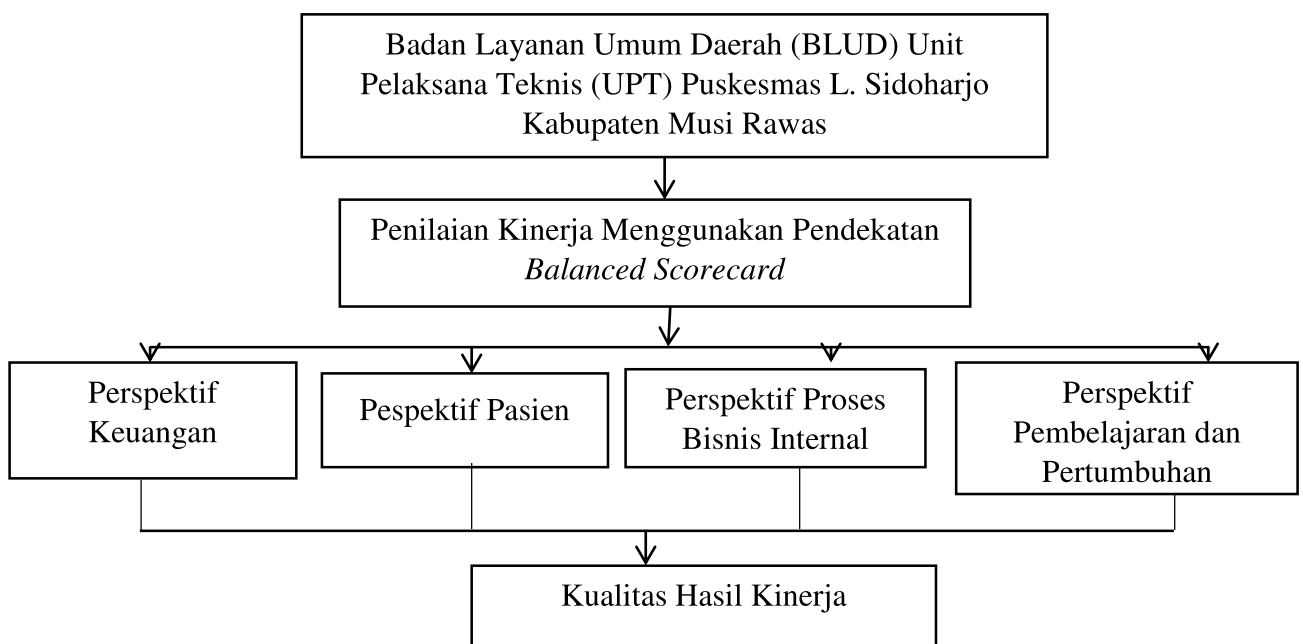 Badan Layanan Umum Daerah (BLUD) Unit
Pelaksana Teknis (UPT) Puskesmas L. Sidoharjo
Kabupaten Musi Rawas
Penilaian Kinerja Menggunakan Pendekatan
Balanced Scorecard
Perspektif
Keuangan
Pespektif Pasien
Perspektif Proses
Bisnis Internal
Perspektif
Pembelajaran dan
Pertumbuhan
Kualitas Hasil Kinerja